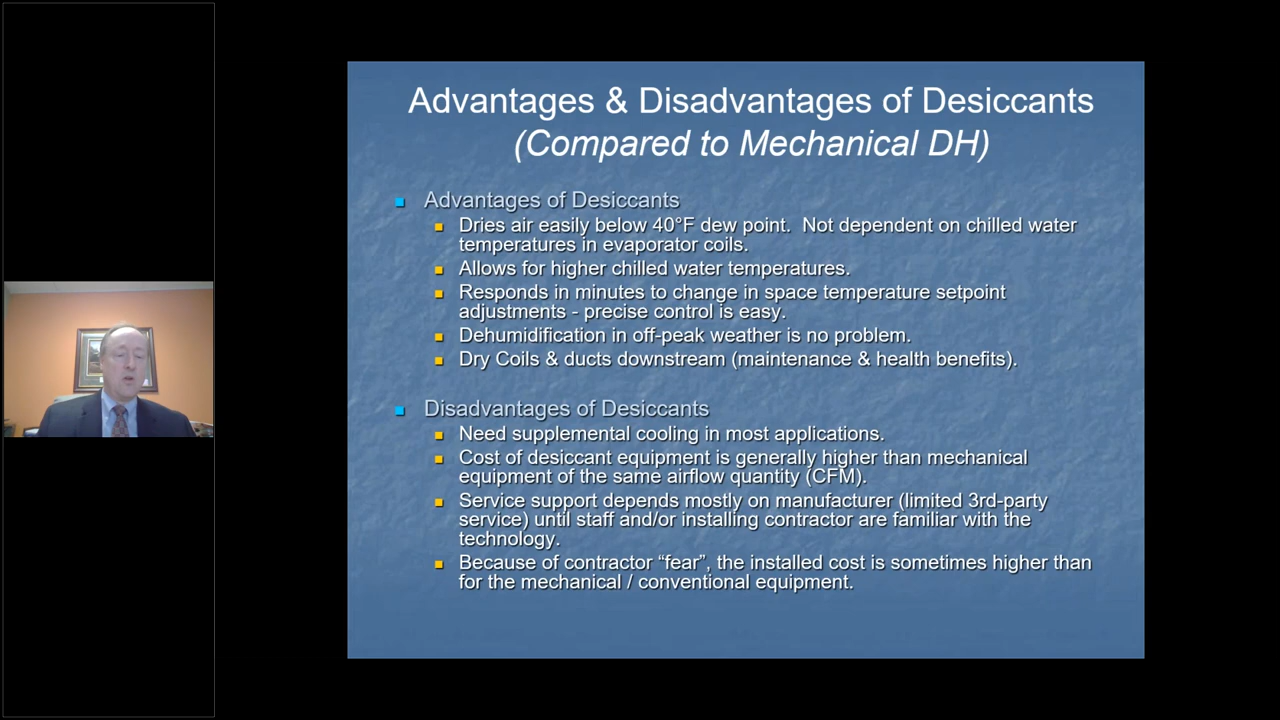 Advantages & Disadvantages of Desiccants
(Compared to Mechanical DH)
Advantages of Desiccants
Dries air easily below 40°F dew point.  Not dependent on chilled water
temperatures in evaporator coils.
Allows for higher chilled water temperatures.
Responds in minutes to change in space temperature setpoint
adjustments - precise control is easy.
Dehumidification in off-peak weather is no problem.
Dry Coils & ducts downstream (maintenance & health benefits).
Disadvantages of Desiccants
Need supplemental cooling in most applications.
Cost of desiccant equipment is generally higher than mechanical
equipment of the same airflow quantity (CFM).
Service support depends mostly on manufacturer (limited 3rd-party
service) until staff and/or installing contractor are familiar with the
technology.
Because of contractor “fear”, the installed cost is sometimes higher than
for the mechanical / conventional equipment.